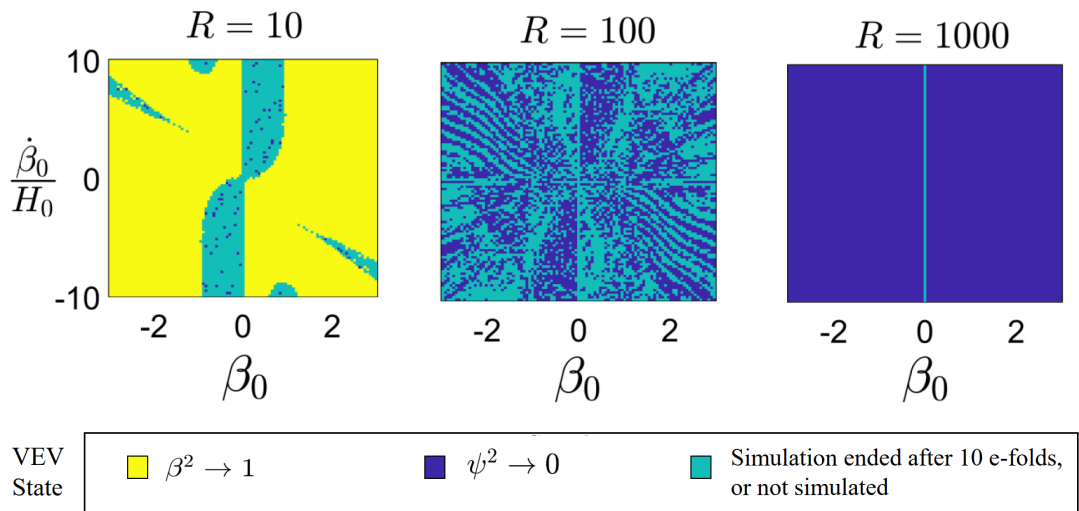 R = 10
R = 100
R = 1000
10
β̇₀
H₀
0
-10
-2 0 2
-2 0 2
-2 0 2
β₀
β₀
β₀
VEV
State
β² → 1
ψ² → 0
Simulation ended after 10 e-folds,
or not simulated